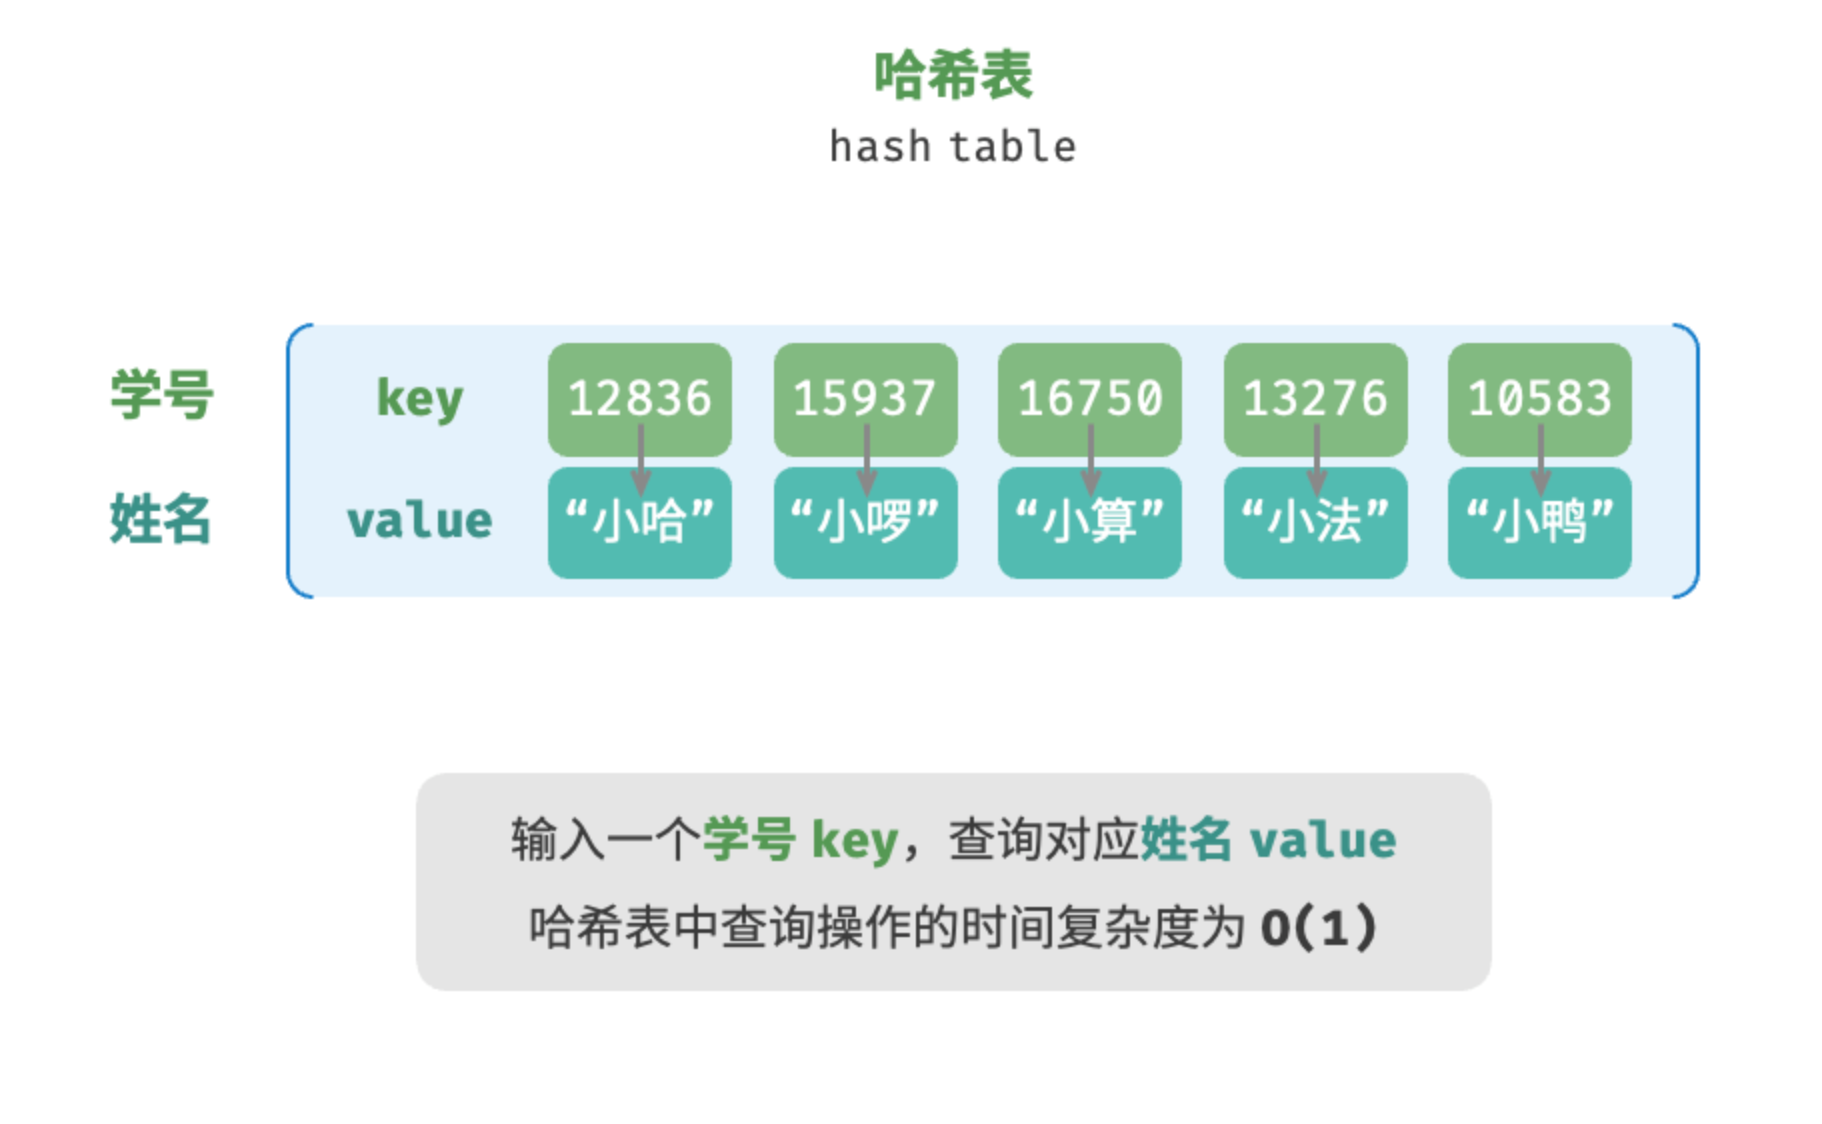 哈希表
hash table
学号 key 12836 15937 16750 13276 10583
姓名 value “小哈” “小啰” “小算” “小法” “小鸭”
输入一个学号 key，查询对应姓名 value
哈希表中查询操作的时间复杂度为 O(1)